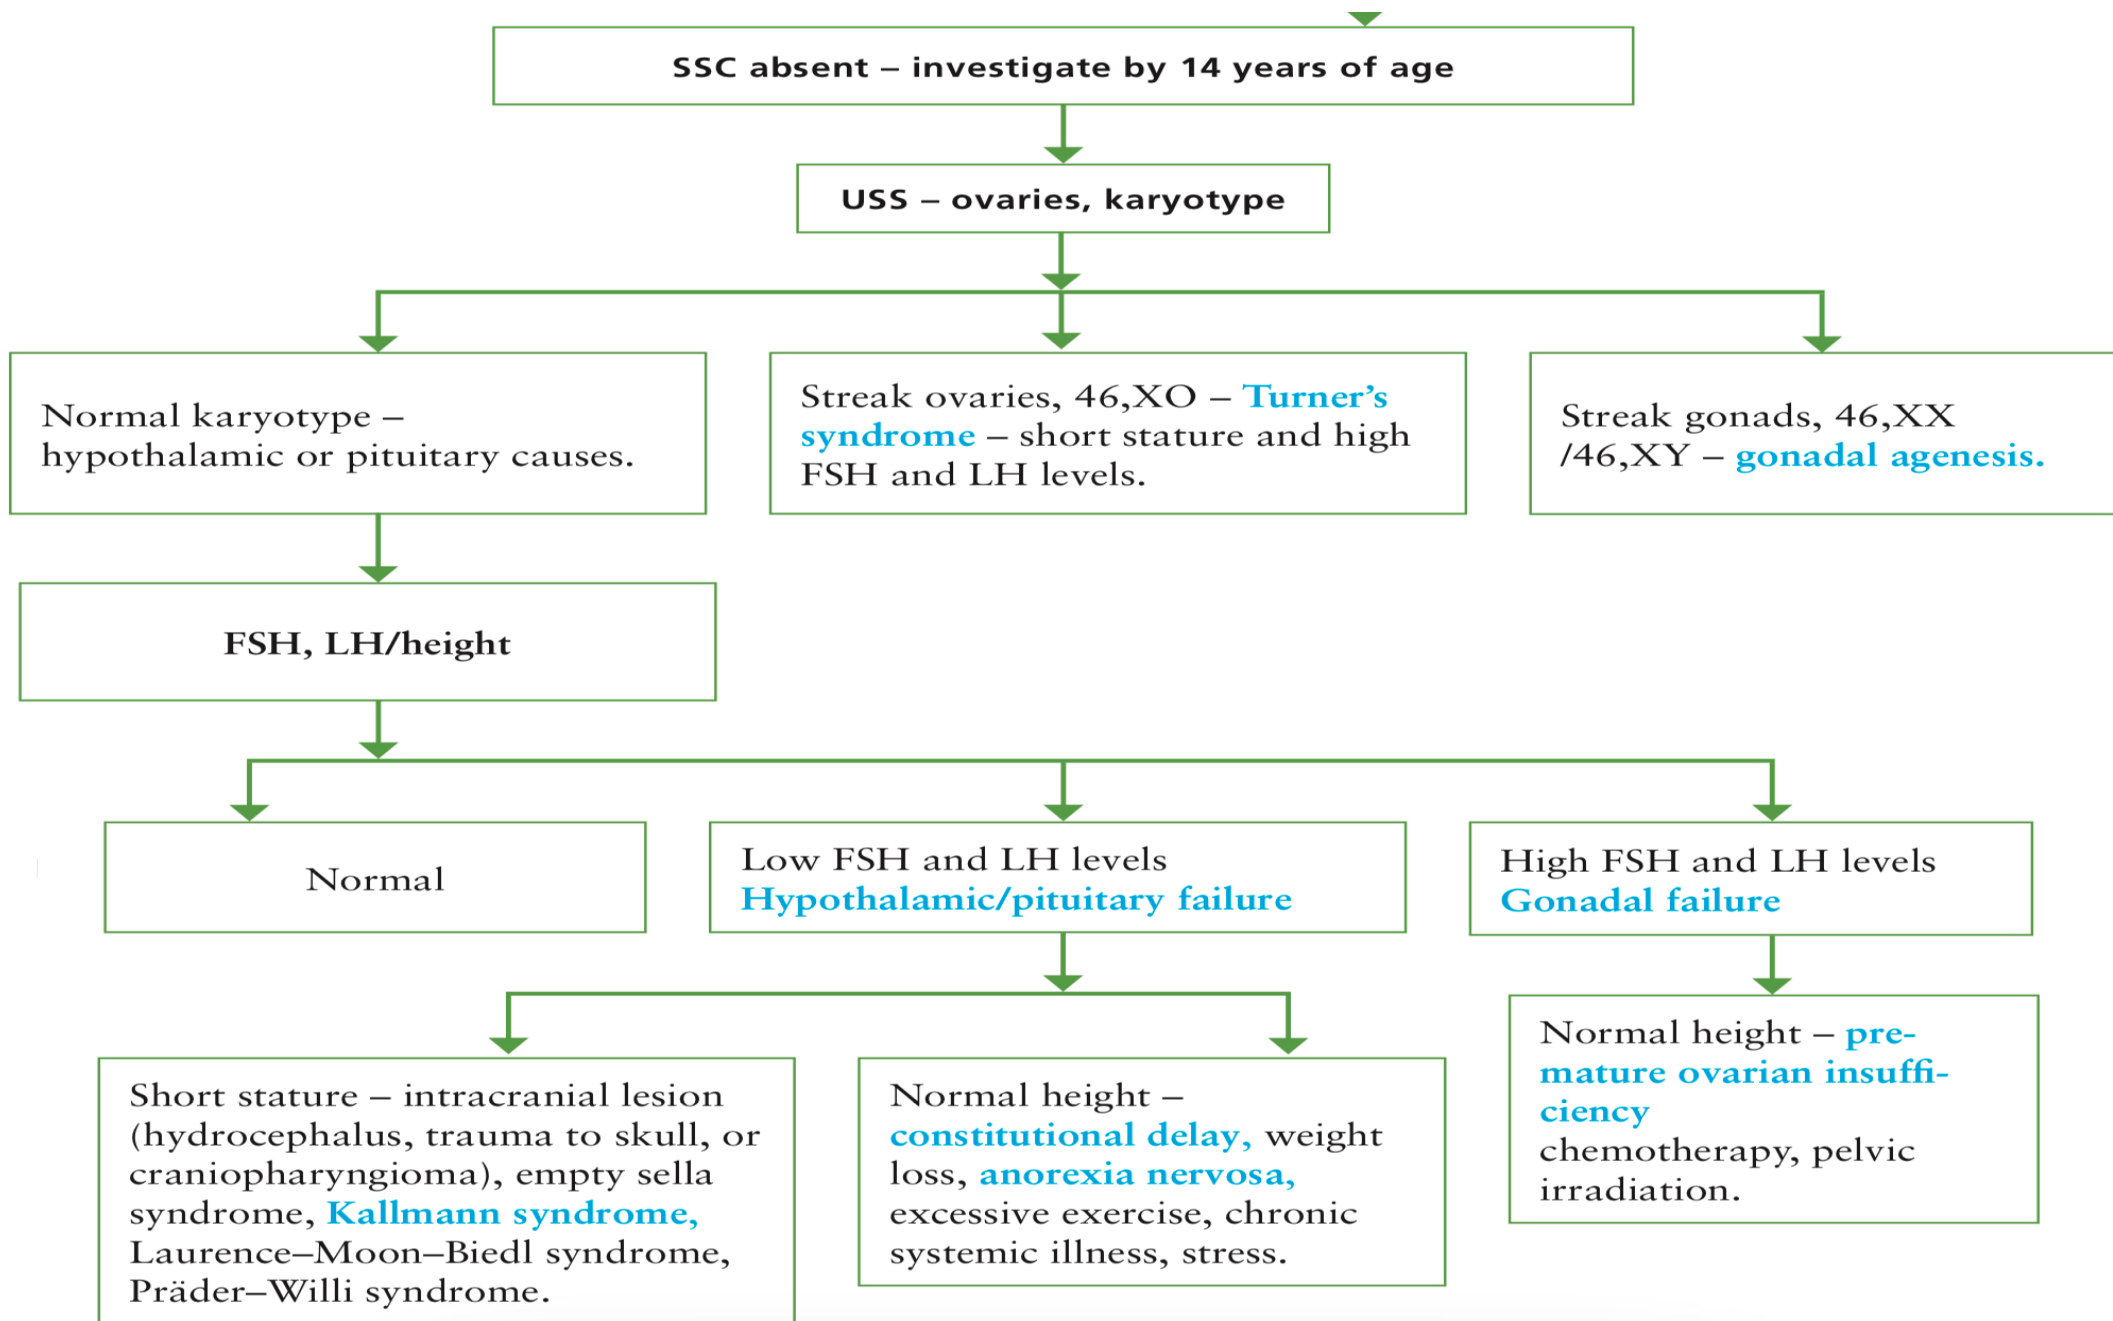 SSC absent – investigate by 14 years of age
USS – ovaries, karyotype
Normal karyotype –
hypothalamic or pituitary causes.
Streak ovaries, 46,XO – Turner’s
syndrome – short stature and high
FSH and LH levels.
Streak gonads, 46,XX
/46,XY – gonadal agenesis.
FSH, LH/height
Normal
Low FSH and LH levels
Hypothalamic/pituitary failure
High FSH and LH levels
Gonadal failure
Short stature – intracranial lesion
(hydrocephalus, trauma to skull, or
craniopharyngioma), empty sella
syndrome, Kallmann syndrome,
Laurence–Moon–Biedl syndrome,
Präder–Willi syndrome.
Normal height –
constitutional delay, weight
loss, anorexia nervosa,
excessive exercise, chronic
systemic illness, stress.
Normal height – pre-
mature ovarian insuffi-
ciency
chemotherapy, pelvic
irradiation.